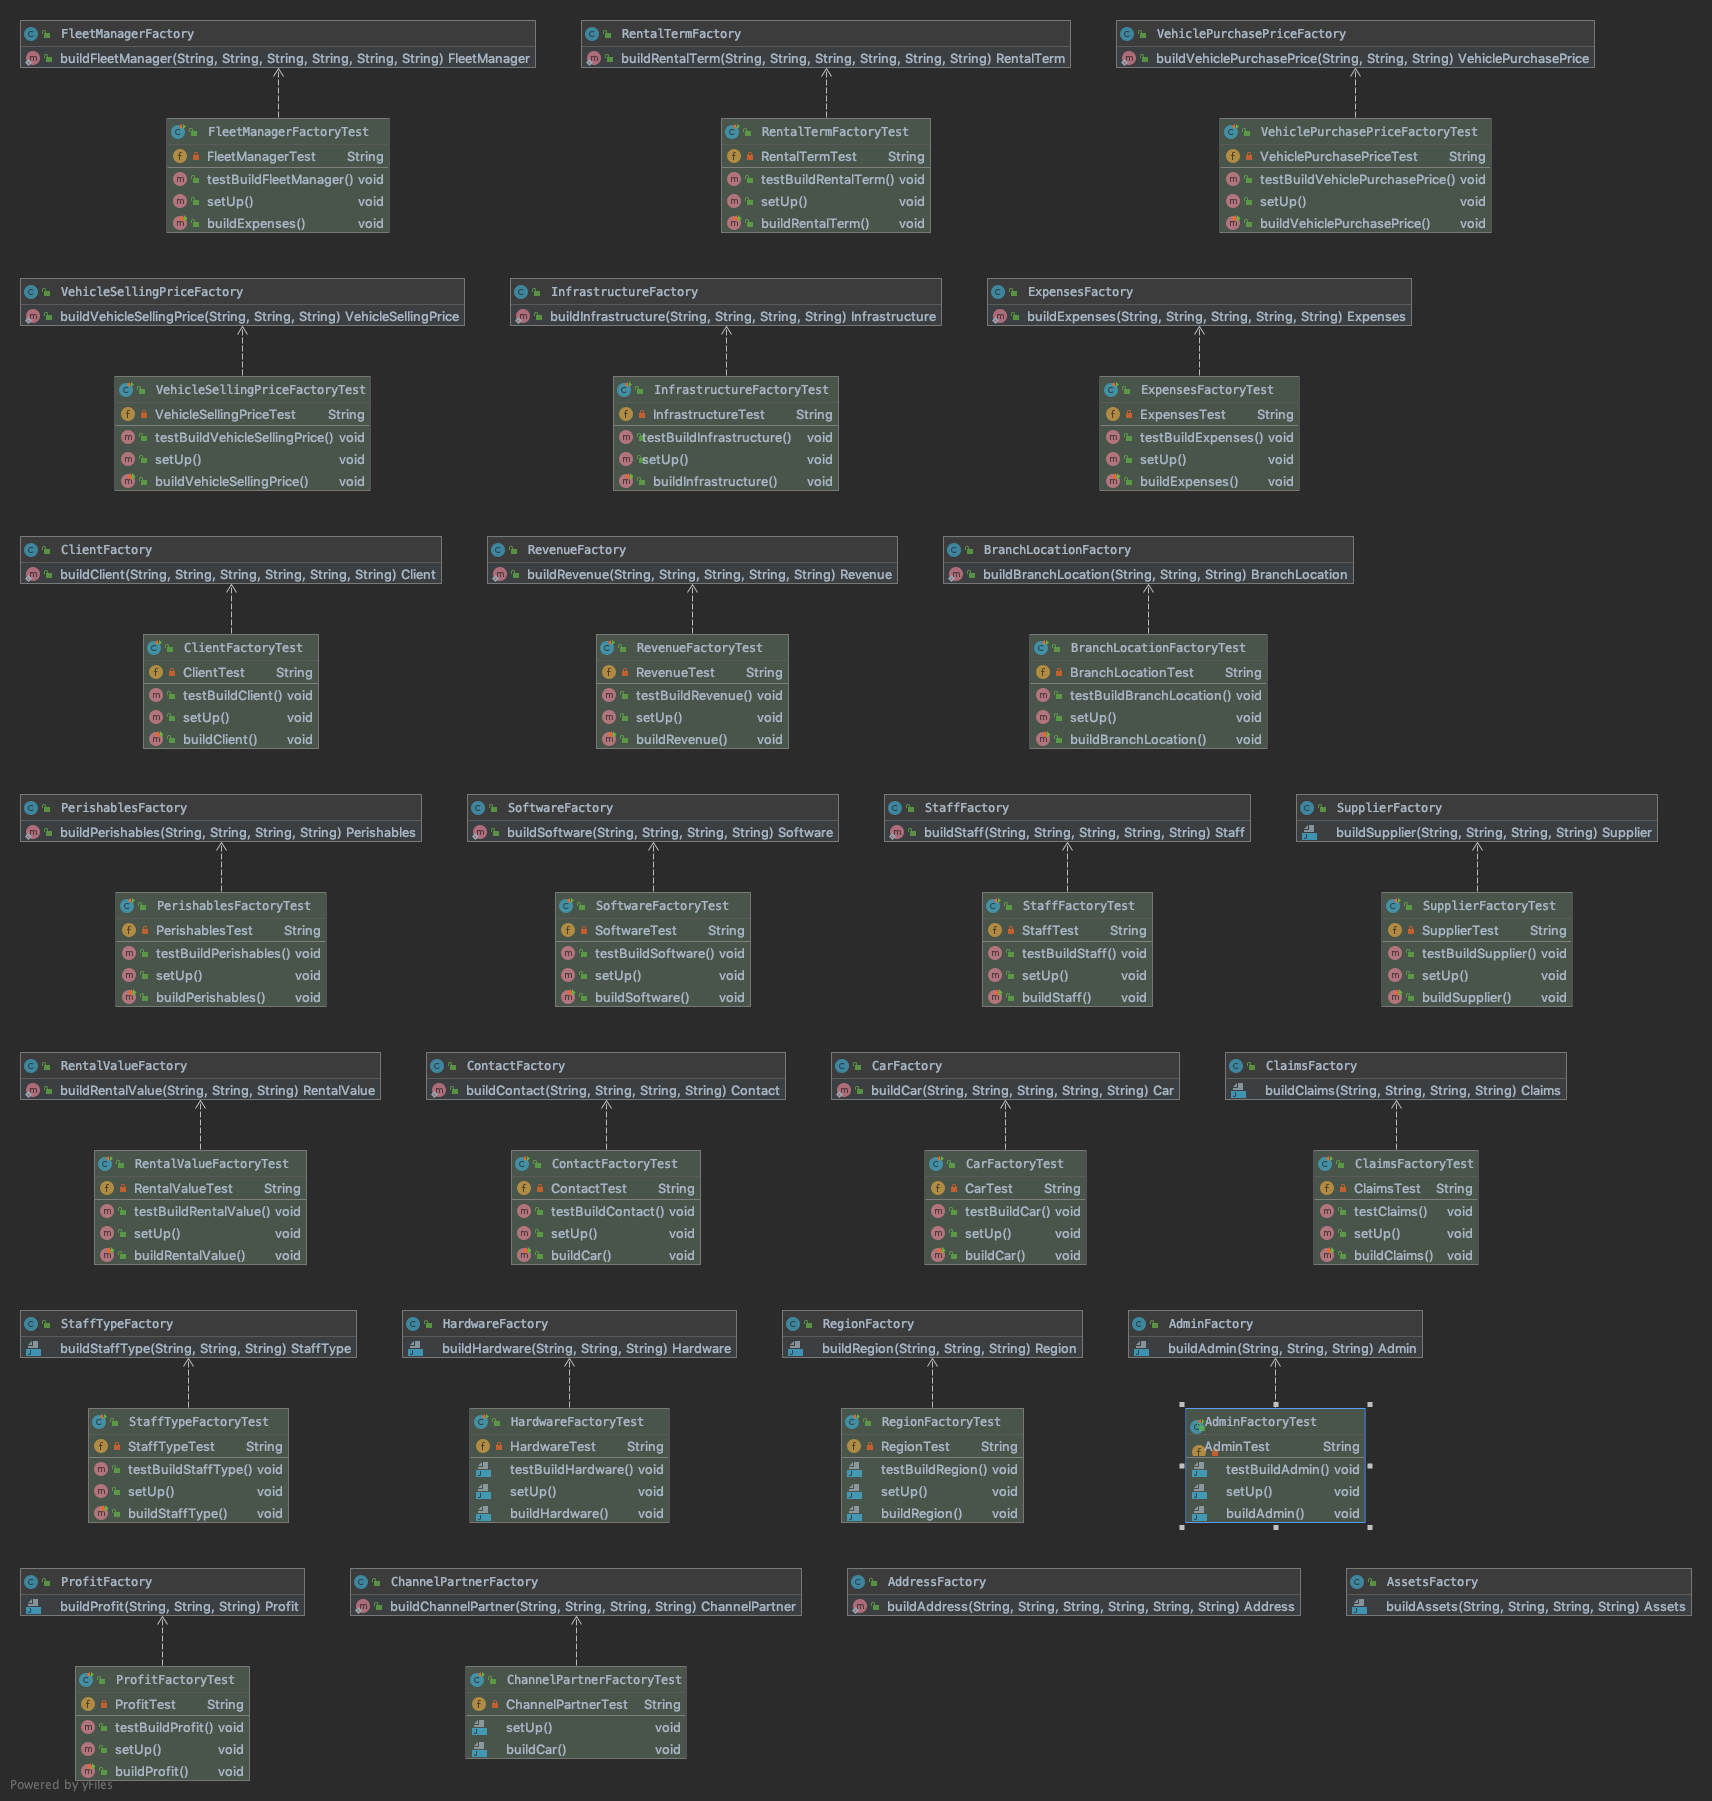 FleetManagerFactory
buildFleetManager(String, String, String, String, String, String) FleetManager
RentalTermFactory
buildRentalTerm(String, String, String, String, String, String) RentalTerm
VehiclePurchasePriceFactory
buildVehiclePurchasePrice(String, String, String) VehiclePurchasePrice
FleetManagerFactoryTest
FleetManagerTest String
testBuildFleetManager() void
setUp() void
buildExpenses() void
RentalTermFactoryTest
RentalTermTest String
testBuildRentalTerm() void
setUp() void
buildRentalTerm() void
VehiclePurchasePriceFactoryTest
VehiclePurchasePriceTest String
testBuildVehiclePurchasePrice() void
setUp() void
buildVehiclePurchasePrice() void
VehicleSellingPriceFactory
buildVehicleSellingPrice(String, String, String) VehicleSellingPrice
InfrastructureFactory
buildInfrastructure(String, String, String, String) Infrastructure
ExpensesFactory
buildExpenses(String, String, String, String, String) Expenses
VehicleSellingPriceFactoryTest
VehicleSellingPriceTest String
testBuildVehicleSellingPrice() void
setUp() void
buildVehicleSellingPrice() void
InfrastructureFactoryTest
InfrastructureTest String
testBuildInfrastructure() void
setUp() void
buildInfrastructure() void
ExpensesFactoryTest
ExpensesTest String
testBuildExpenses() void
setUp() void
buildExpenses() void
ClientFactory
buildClient(String, String, String, String, String, String) Client
RevenueFactory
buildRevenue(String, String, String, String, String) Revenue
BranchLocationFactory
buildBranchLocation(String, String, String) BranchLocation
ClientFactoryTest
ClientTest String
testBuildClient() void
setUp() void
buildClient() void
RevenueFactoryTest
RevenueTest String
testBuildRevenue() void
setUp() void
buildRevenue() void
BranchLocationFactoryTest
BranchLocationTest String
testBuildBranchLocation() void
setUp() void
buildBranchLocation() void
PerishablesFactory
buildPerishables(String, String, String, String) Perishables
SoftwareFactory
buildSoftware(String, String, String, String) Software
StaffFactory
buildStaff(String, String, String, String, String) Staff
SupplierFactory
buildSupplier(String, String, String, String) Supplier
PerishablesFactoryTest
PerishablesTest String
testBuildPerishables() void
setUp() void
buildPerishables() void
SoftwareFactoryTest
SoftwareTest String
testBuildSoftware() void
setUp() void
buildSoftware() void
StaffFactoryTest
StaffTest String
testBuildStaff() void
setUp() void
buildStaff() void
SupplierFactoryTest
SupplierTest String
testBuildSupplier() void
setUp() void
buildSupplier() void
RentalValueFactory
buildRentalValue(String, String, String) RentalValue
ContactFactory
buildContact(String, String, String, String) Contact
CarFactory
buildCar(String, String, String, String, String) Car
ClaimsFactory
buildClaims(String, String, String, String) Claims
RentalValueFactoryTest
RentalValueTest String
testBuildRentalValue() void
setUp() void
buildRentalValue() void
ContactFactoryTest
ContactTest String
testBuildContact() void
setUp() void
buildCar() void
CarFactoryTest
CarTest String
testBuildCar() void
setUp() void
buildCar() void
ClaimsFactoryTest
ClaimsTest String
testClaims() void
setUp() void
buildClaims() void
StaffTypeFactory
buildStaffType(String, String, String) StaffType
HardwareFactory
buildHardware(String, String, String) Hardware
RegionFactory
buildRegion(String, String, String) Region
AdminFactory
buildAdmin(String, String, String) Admin
StaffTypeFactoryTest
StaffTypeTest String
testBuildStaffType() void
setUp() void
buildStaffType() void
HardwareFactoryTest
HardwareTest String
testBuildHardware() void
setUp() void
buildHardware() void
RegionFactoryTest
RegionTest String
testBuildRegion() void
setUp() void
buildRegion() void
AdminFactoryTest
AdminTest String
testBuildAdmin() void
setUp() void
buildAdmin() void
ProfitFactory
buildProfit(String, String, String) Profit
ChannelPartnerFactory
buildChannelPartner(String, String, String, String) ChannelPartner
AddressFactory
buildAddress(String, String, String, String, String, String) Address
AssetsFactory
buildAssets(String, String, String, String) Assets
ProfitFactoryTest
ProfitTest String
testBuildProfit() void
setUp() void
buildProfit() void
ChannelPartnerFactoryTest
ChannelPartnerTest String
setUp() void
buildCar() void
Powered by yFiles